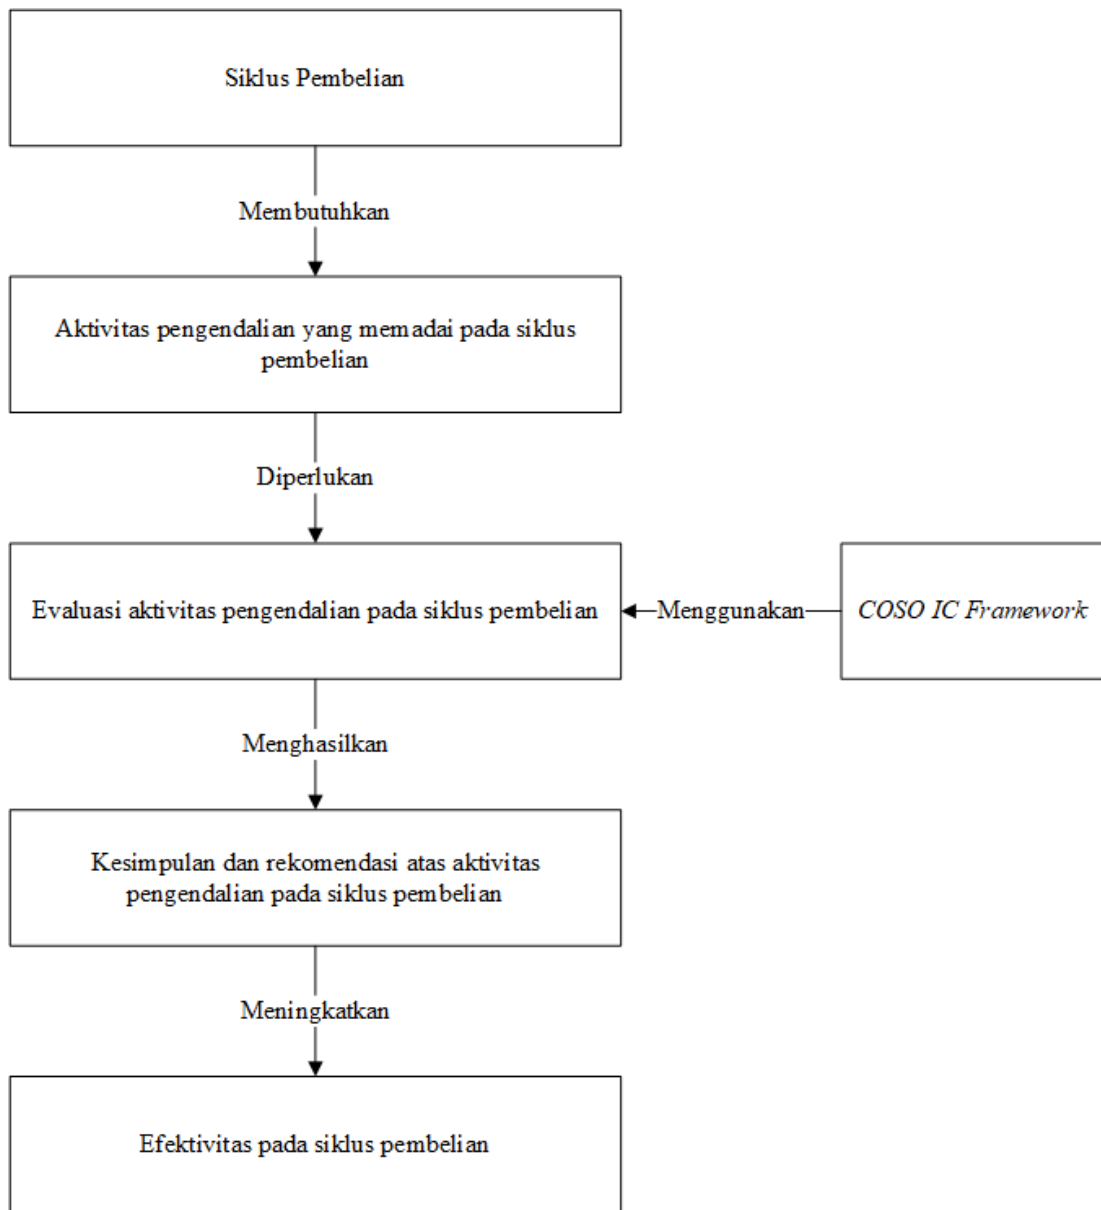 Siklus Pembelian
Membutuhkan
Aktivitas pengendalian yang memadai pada siklus
pembelian
Diperlukan
Evaluasi aktivitas pengendalian pada siklus pembelian
Menggunakan
COSO IC Framework
Menghasilkan
Kesimpulan dan rekomendasi atas aktivitas
pengendalian pada siklus pembelian
Meningkatkan
Efektivitas pada siklus pembelian